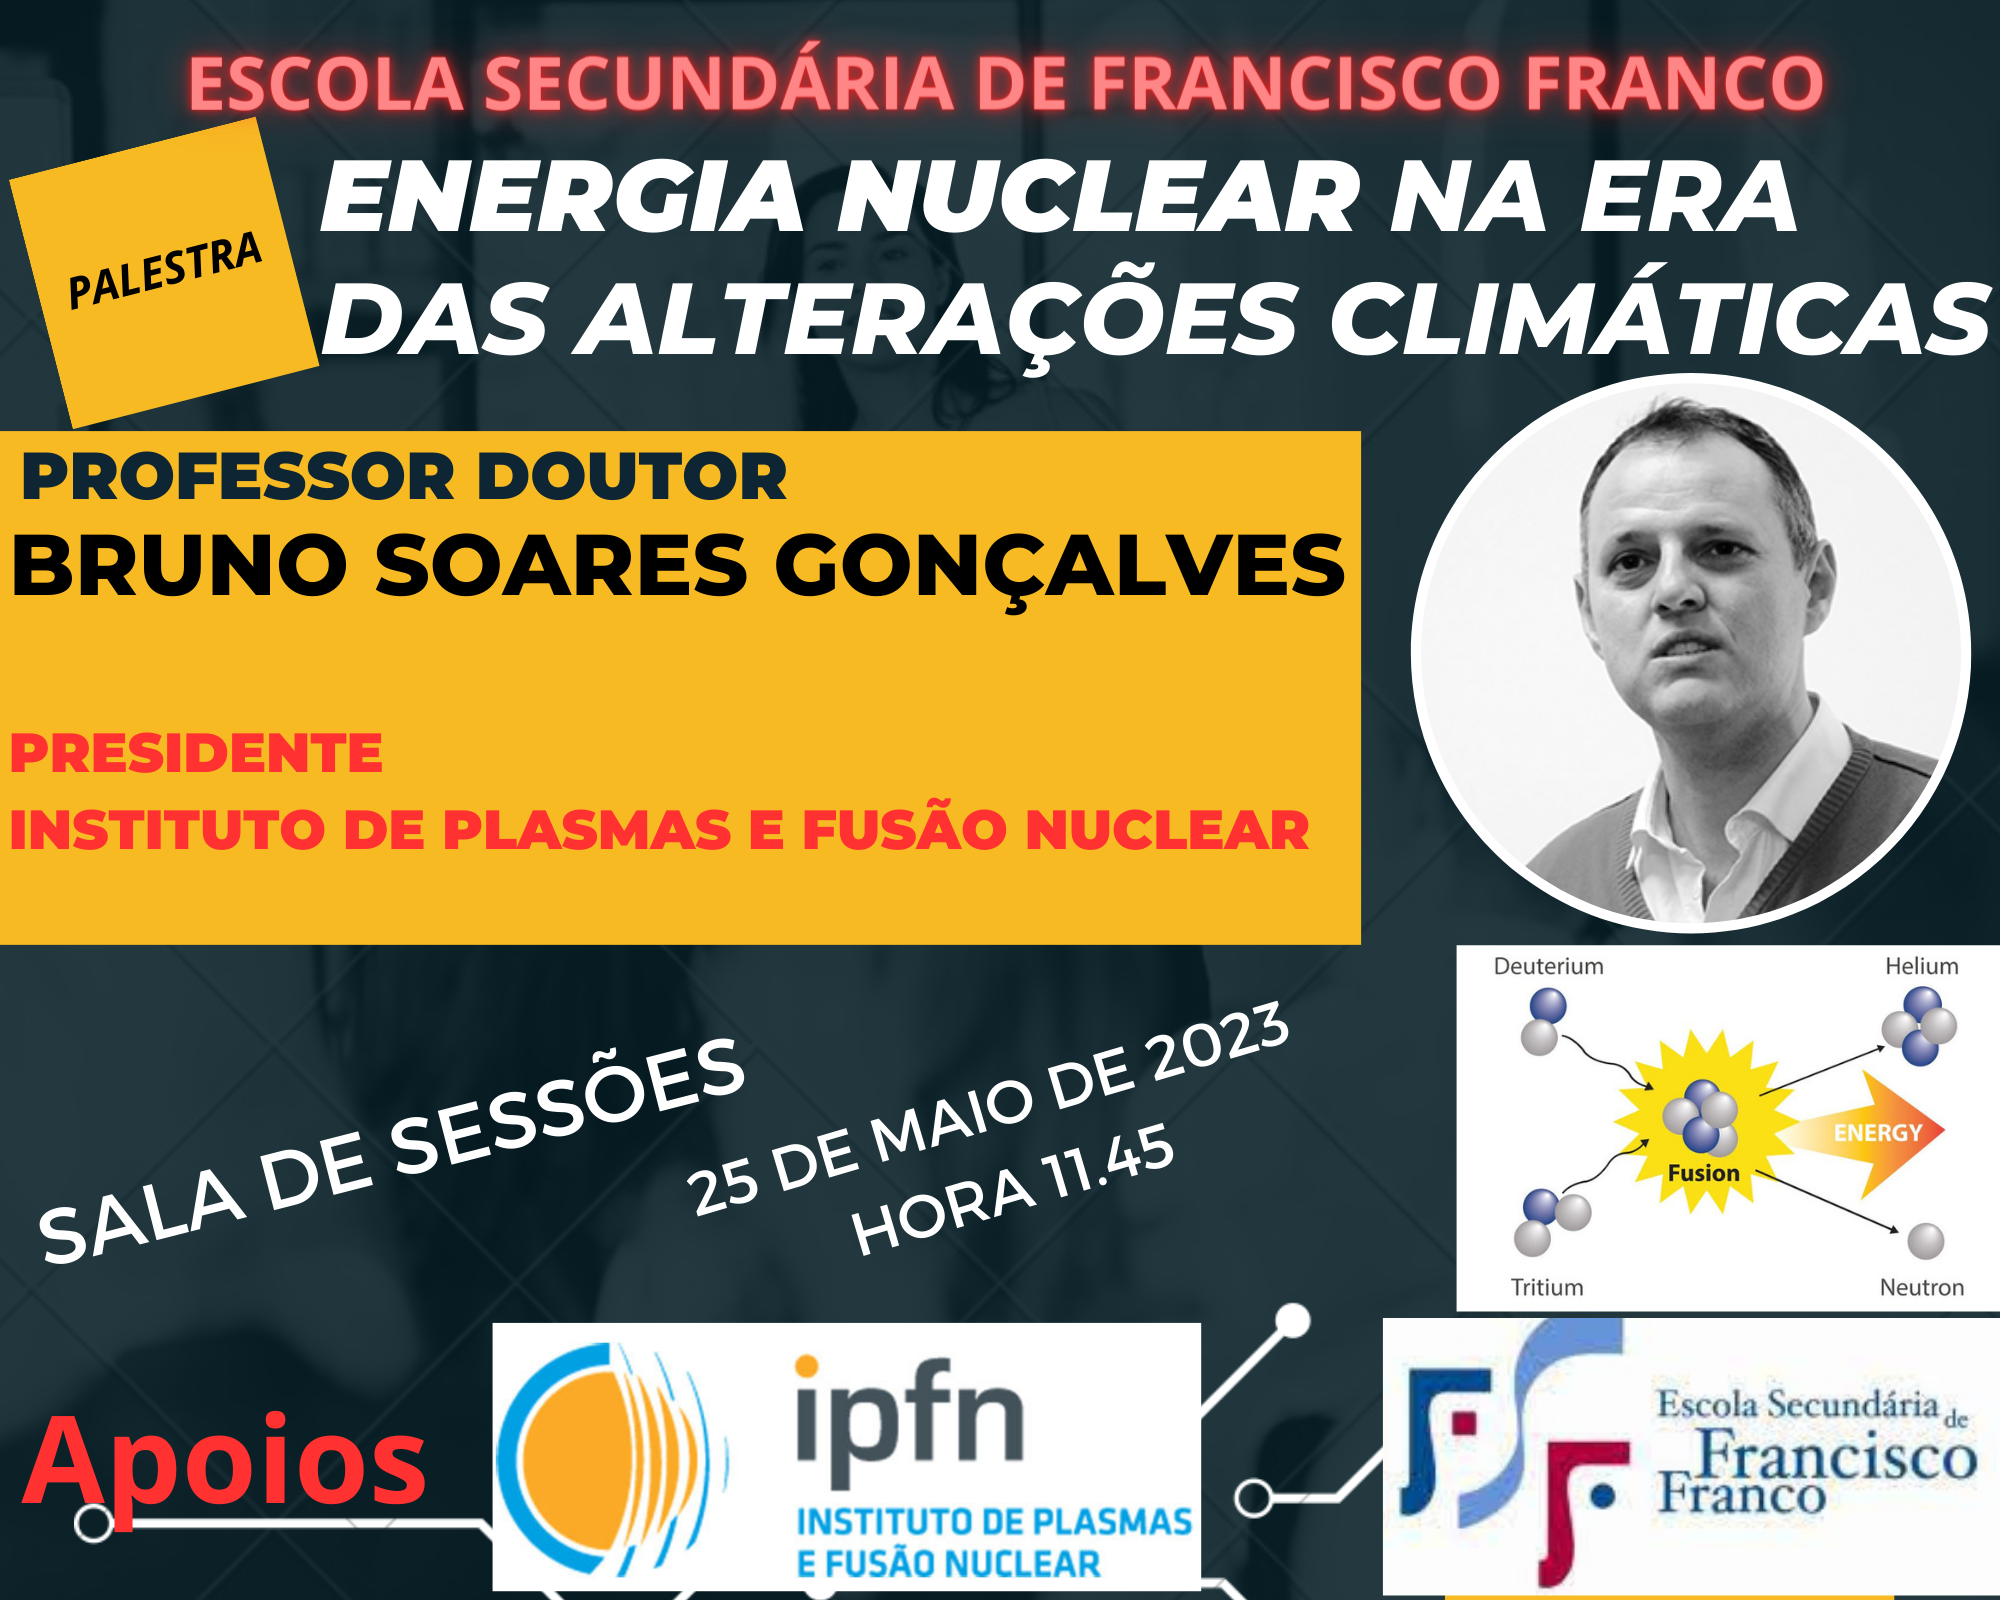 ESCOLA SECUNDÁRIA DE FRANCISCO FRANCO
PALESTRA
ENERGIA NUCLEAR NA ERA
DAS ALTERAÇÕES CLIMÁTICAS
PROFESSOR DOUTOR
BRUNO SOARES GONÇALVES
PRESIDENTE
INSTITUTO DE PLASMAS E FUSÃO NUCLEAR
SALA DE SESSÕES
25 DE MAIO DE 2023
HORA 11.45
Deuterium
Helium
ENERGY
Fusion
Tritium
Neutron
Apoios
ipfn
INSTITUTO DE PLASMAS
E FUSÃO NUCLEAR
Escola Secundária de
Francisco
Franco